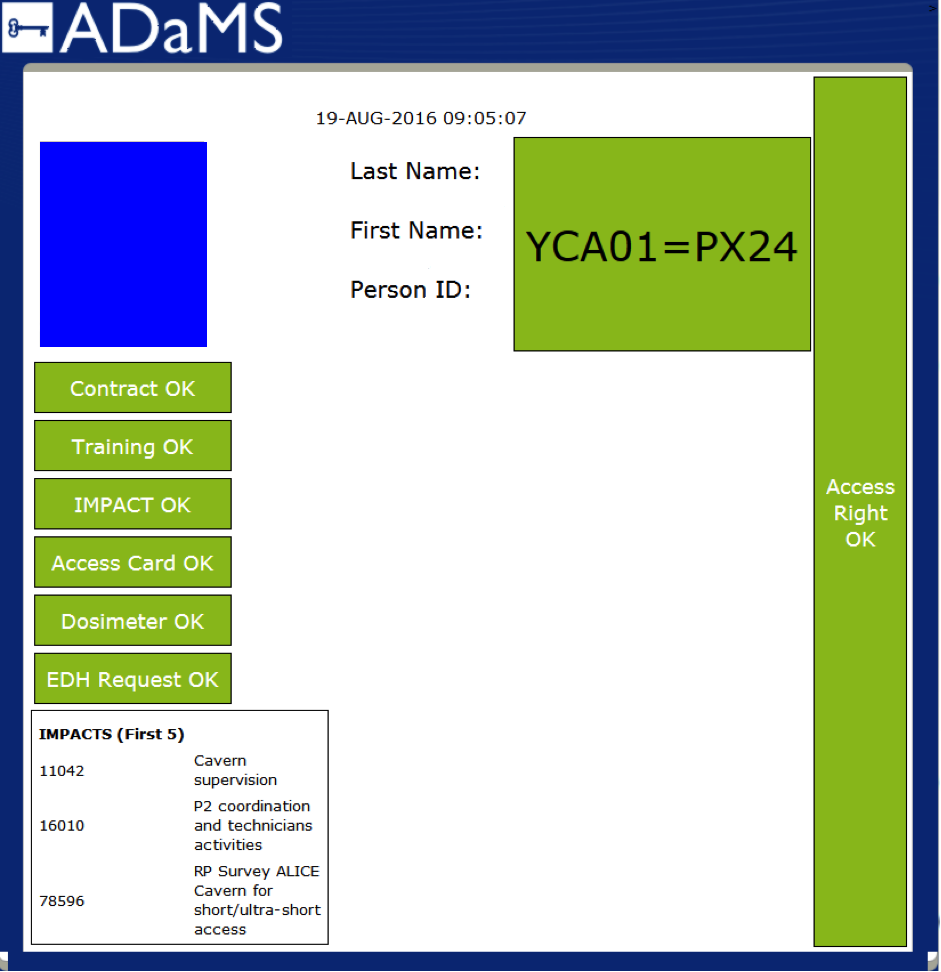 ADaMS
>
19-AUG-2016 09:05:07
Last Name:
First Name:
Person ID:
YCA01=PX24
Contract OK
Training OK
IMPACT OK
Access Card OK
Dosimeter OK
EDH Request OK
Access
Right
OK
IMPACTS (First 5)
11042
Cavern
supervision
16010
P2 coordination
and technicians
activities
78596
RP Survey ALICE
Cavern for
short/ultra-short
access